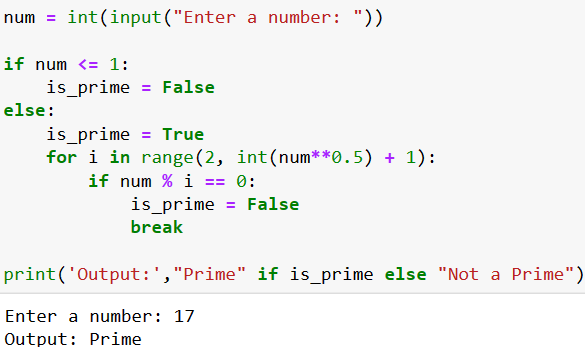 num = int(input("Enter a number: "))
if num <= 1:
    is_prime = False
else:
    is_prime = True
    for i in range(2, int(num**0.5) + 1):
        if num % i == 0:
            is_prime = False
            break
print('Output:',"Prime" if is_prime else "Not a Prime")
Enter a number: 17
Output: Prime